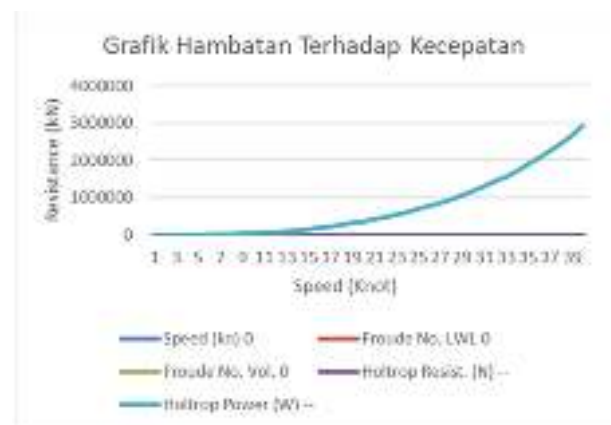 Grafik Hambatan Terhadap Kecepatan
4000000
3000000
2000000
1000000
0
Resistance (kN)
1 3 5 7 9 11 13 15 17 19 21 23 25 27 29 31 33 35 37 39
Speed (Knot)
Speed (kn) 0 Froude No. LWL 0
Froude No. Vol. 0 Holtrop Resist. (N) --
Holtrop Power (W) --